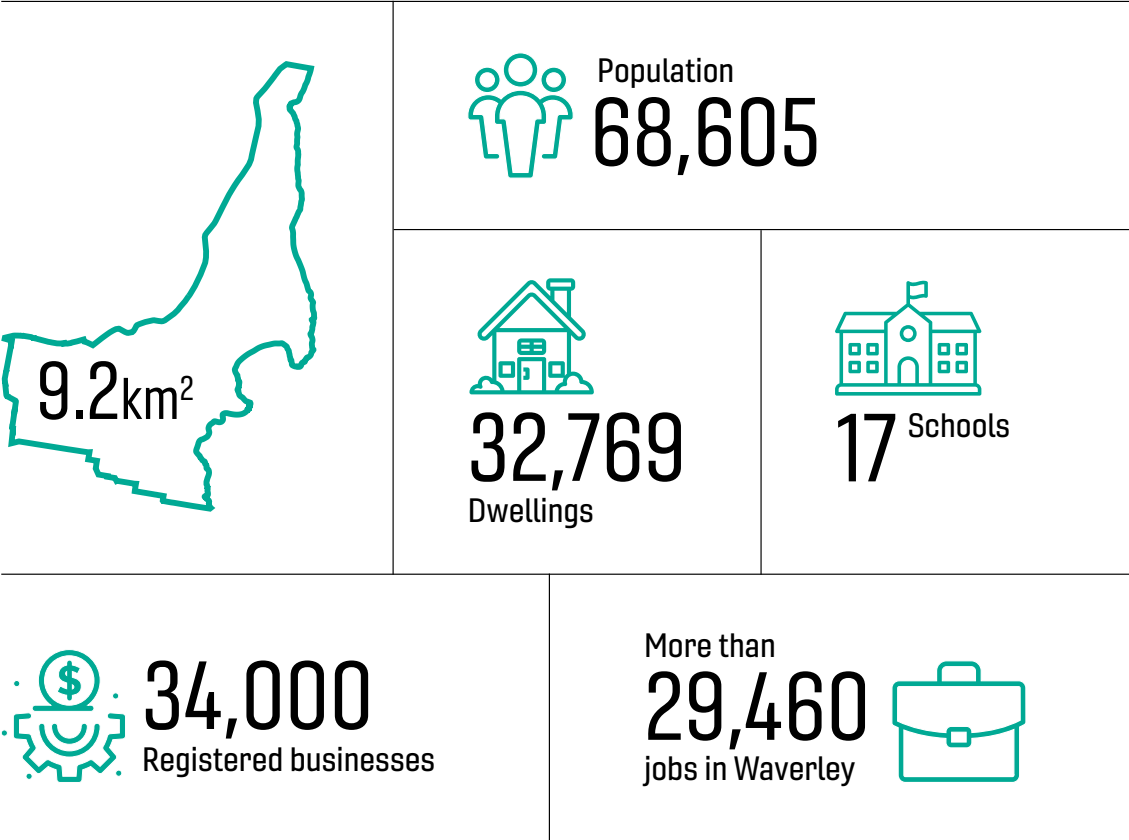 9.2km²
Population
68,605
32,769
Dwellings
17 Schools
$
34,000
Registered businesses
More than
29,460
jobs in Waverley